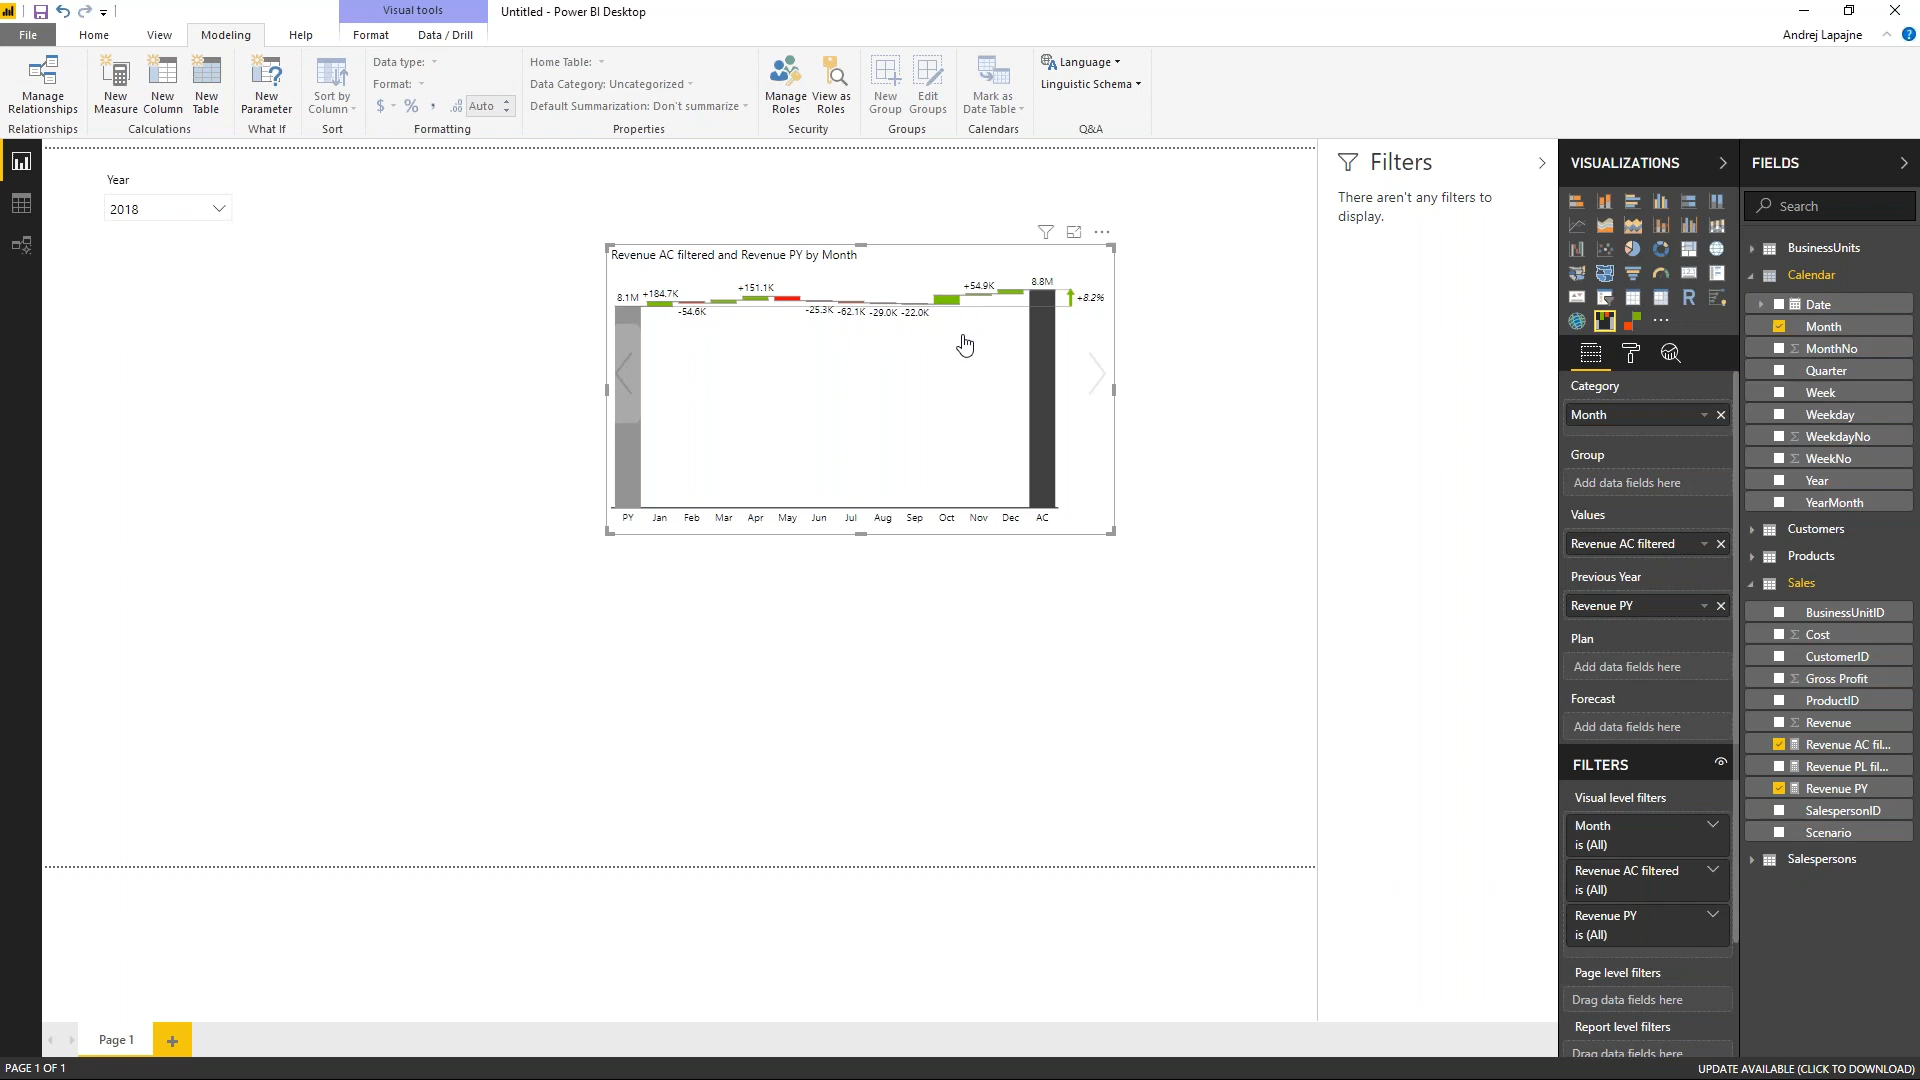 Visual tools
Untitled - Power BI Desktop
File
Home
View
Modeling
Help
Format
Data / Drill
Andrej Lapajne
Manage
Relationships
Relationships
New
Measure
New
Column
New
Table
Calculations
New
Parameter
What If
Sort by
Column
Sort
Data type:
Format:
$ % , Auto
Formatting
Home Table:
Data Category: Uncategorized
Default Summarization: Don't summarize
Properties
Manage
Roles
View as
Roles
Security
New
Group
Edit
Groups
Groups
Mark as
Date Table
Calendars
Language
Linguistic Schema
Q&A
Year
2018
Revenue AC filtered and Revenue PY by Month
8.1M
+184.7K
-54.6K
+151.1K
-25.3K
-62.1K
-29.0K
-22.0K
+54.9K
8.8M
+8.2%
PY Jan Feb Mar Apr May Jun Jul Aug Sep Oct Nov Dec AC
Filters
There aren't any filters to
display.
VISUALIZATIONS
R
Category
Month
Group
Add data fields here
Values
Revenue AC filtered
Previous Year
Revenue PY
Plan
Add data fields here
Forecast
Add data fields here
FILTERS
Visual level filters
Month
is (All)
Revenue AC filtered
is (All)
Revenue PY
is (All)
Page level filters
Drag data fields here
Report level filters
Drag data fields here
FIELDS
Search
BusinessUnits
Calendar
Date
Month
Σ MonthNo
Quarter
Week
Weekday
Σ WeekdayNo
Σ WeekNo
Year
YearMonth
Customers
Products
Sales
BusinessUnitID
Σ Cost
CustomerID
Σ Gross Profit
ProductID
Σ Revenue
Revenue AC fil...
Revenue PL fil...
Revenue PY
SalespersonID
Scenario
Salespersons
Page 1
PAGE 1 OF 1
UPDATE AVAILABLE (CLICK TO DOWNLOAD)